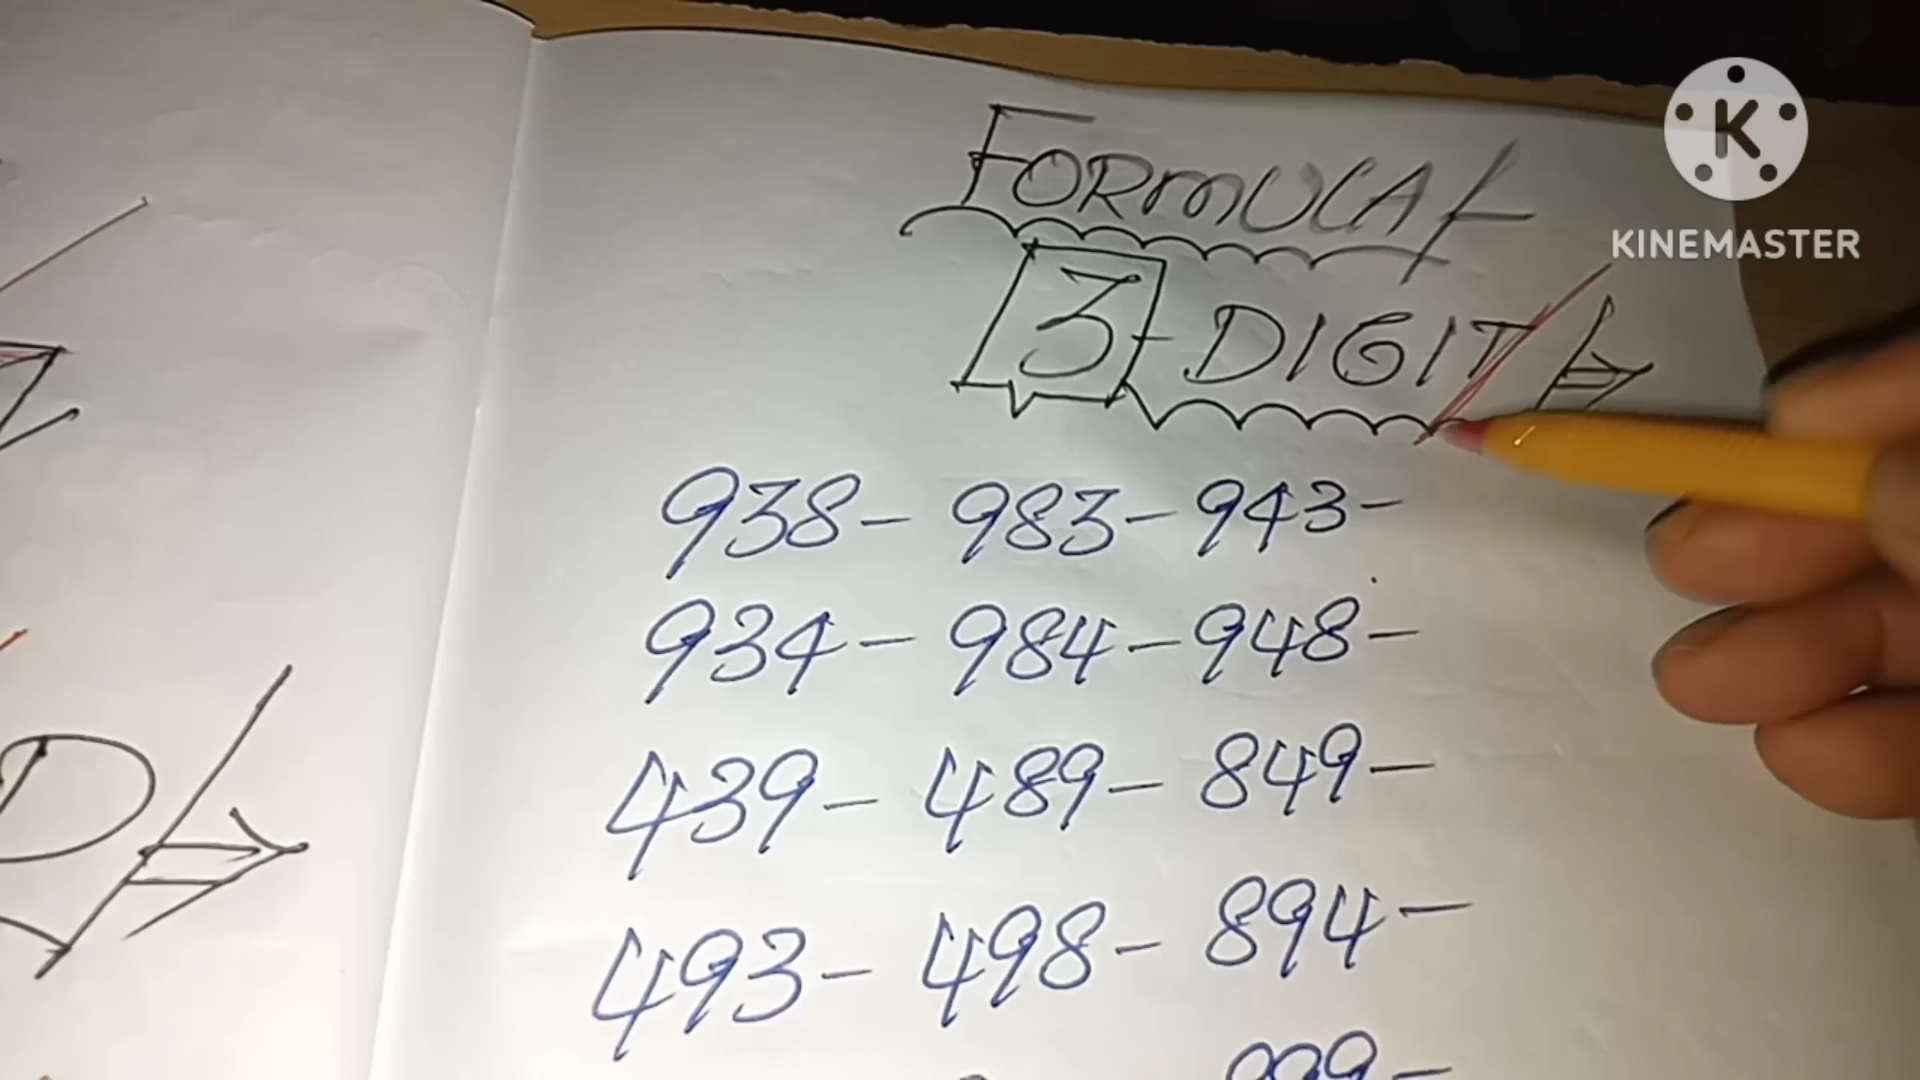 FORMULA/-
3-DIGIT/
938-983-943-
934-984-948-
439-489-849-
493-498-894-
D/
K
KINEMASTER